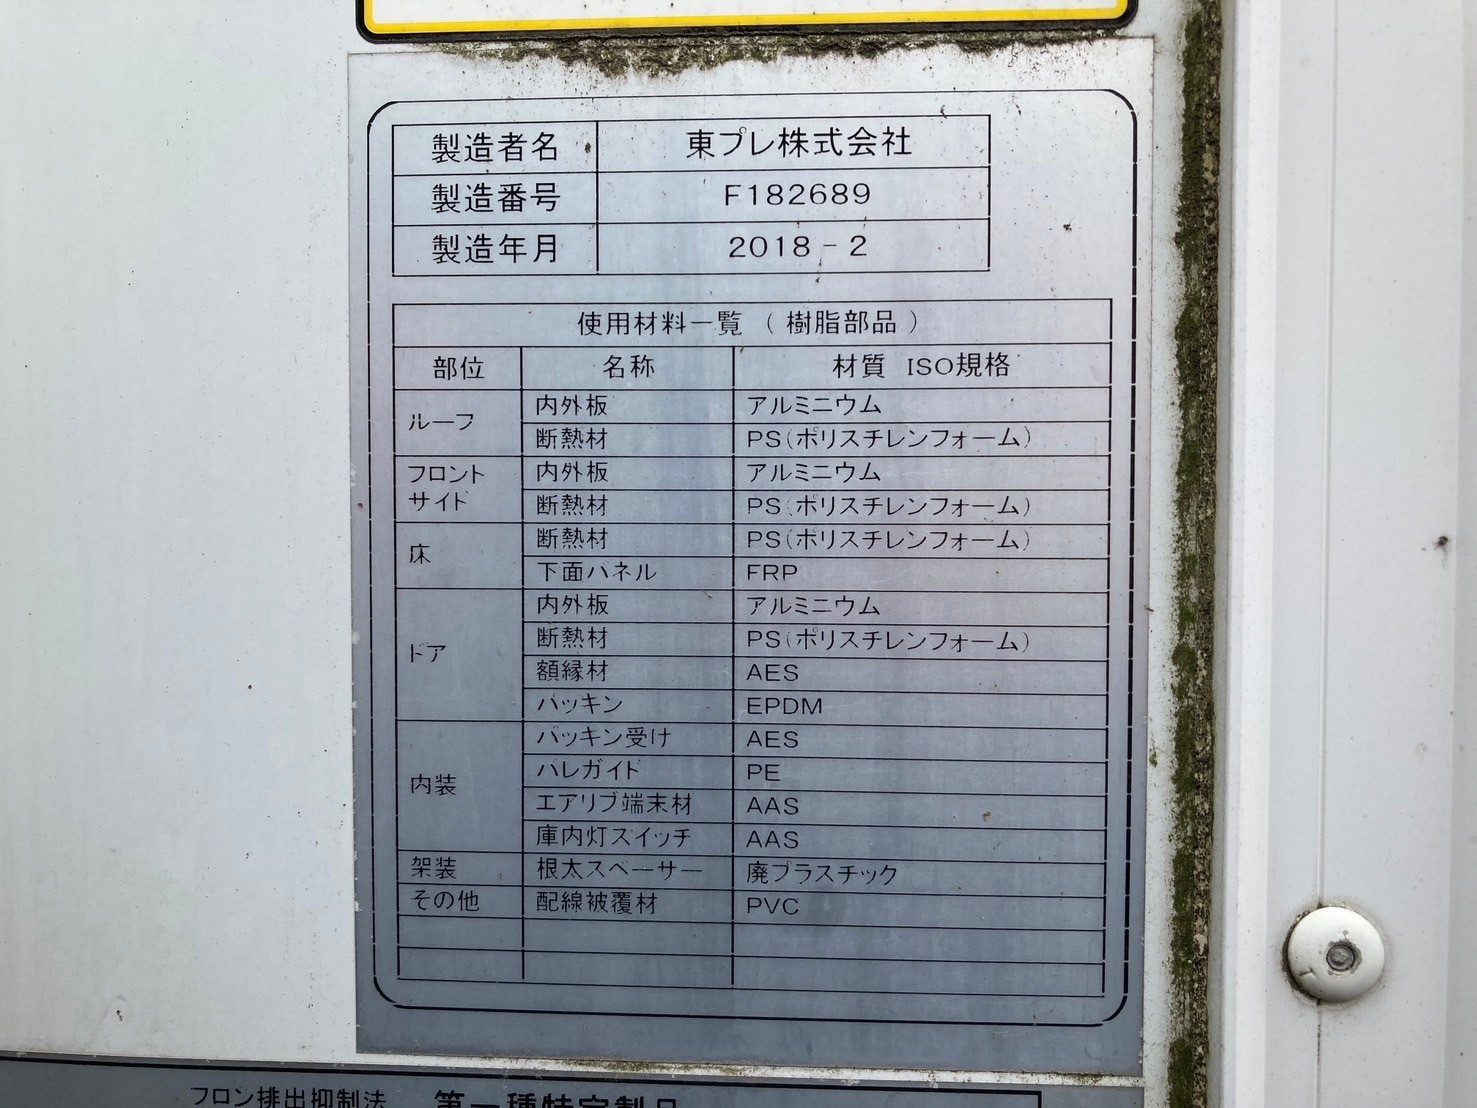 製造者名 東プレ株式会社
製造番号 F182689
製造年月 2018-2
使用材料一覧 (樹脂部品)
部位 名称 材質 ISO規格
ルーフ 内外板 アルミニウム
断熱材 PS(ポリスチレンフォーム)
フロント サイド 内外板 アルミニウム
断熱材 PS(ポリスチレンフォーム)
床 断熱材 PS(ポリスチレンフォーム)
下面パネル FRP
ドア 内外板 アルミニウム
断熱材 PS(ポリスチレンフォーム)
額縁材 AES
パッキン EPDM
内装 パッキン受け AES
パレガイド PE
エアリブ端末材 AAS
庫内灯スイッチ AAS
架装 根太スペーサー 廃プラスチック
その他 配線被覆材 PVC
フロン排出抑制法 第一種特定製品